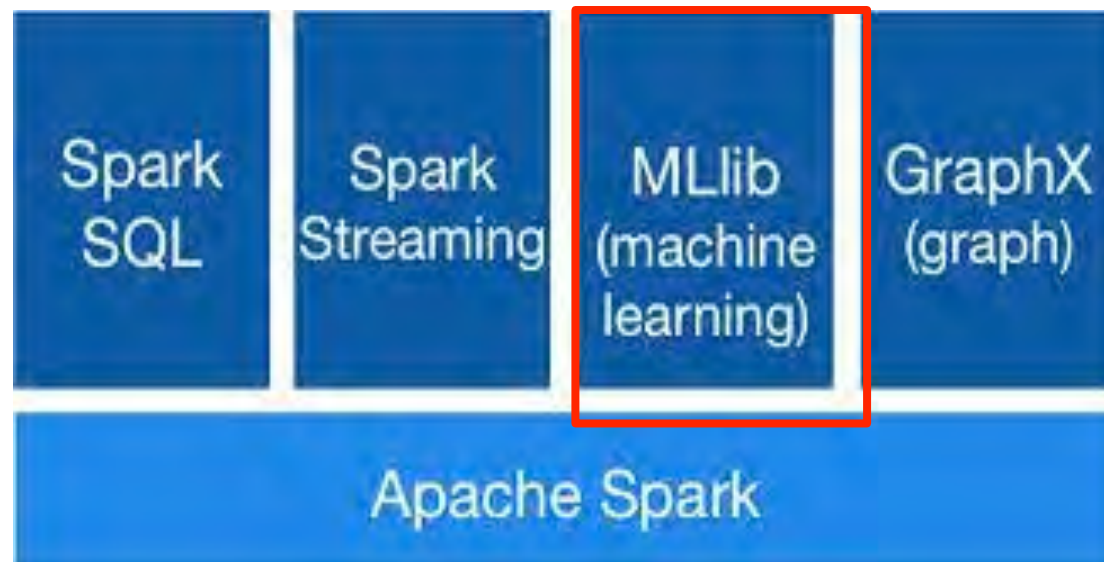 Spark
SQL
Spark
Streaming
MLlib
(machine
learning)
GraphX
(graph)
Apache Spark